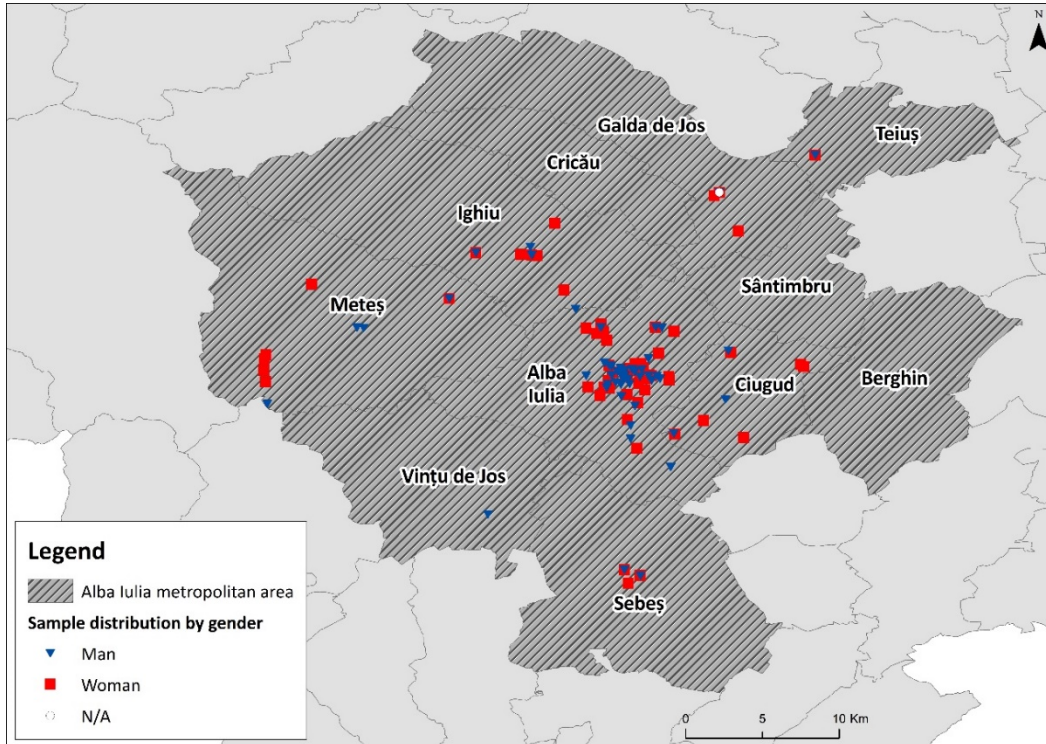 N
Galda de Jos
Teiuș
Cricău
Ighiu
Sântimbru
Meteș
Alba
Iulia
Ciugud
Berghin
Vințu de Jos
Sebeș
Legend
Alba Iulia metropolitan area
Sample distribution by gender
Man
Woman
N/A
0 5 10 Km